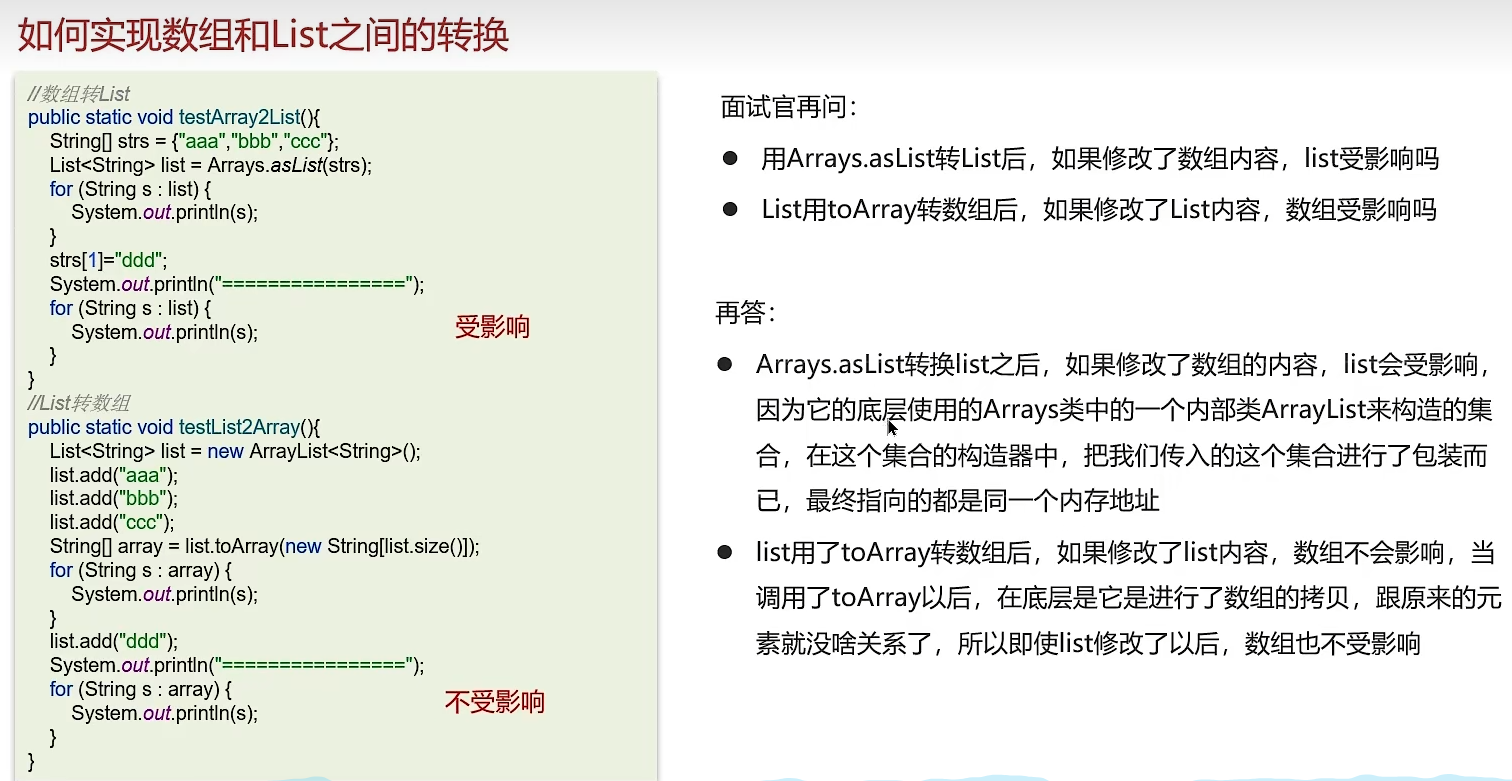 如何实现数组和List之间的转换
//数组转List
public static void testArray2List(){
String[] strs = {"aaa","bbb","ccc"};
List<String> list = Arrays.asList(strs);
for (String s : list) {
System.out.println(s);
}
strs[1]="ddd";
System.out.println("================");
for (String s : list) {
System.out.println(s);
受影响
}
}
//List转数组
public static void testList2Array(){
List<String> list = new ArrayList<String>();
list.add("aaa");
list.add("bbb");
list.add("ccc");
String[] array = list.toArray(new String[list.size()]);
for (String s : array) {
System.out.println(s);
}
list.add("ddd");
System.out.println("================");
for (String s : array) {
System.out.println(s);
不受影响
}
}
面试官再问：
● 用Arrays.asList转List后，如果修改了数组内容，list受影响吗
● List用toArray转数组后，如果修改了List内容，数组受影响吗
再答：
● Arrays.asList转换list之后，如果修改了数组的内容，list会受影响，
因为它的底层使用的Arrays类中的一个内部类ArrayList来构造的集
合，在这个集合的构造器中，把我们传入的这个集合进行了包装而
已，最终指向的都是同一个内存地址
● list用了toArray转数组后，如果修改了list内容，数组不会影响，当
调用了toArray以后，在底层是它是进行了数组的拷贝，跟原来的元
素就没啥关系了，所以即使list修改了以后，数组也不受影响